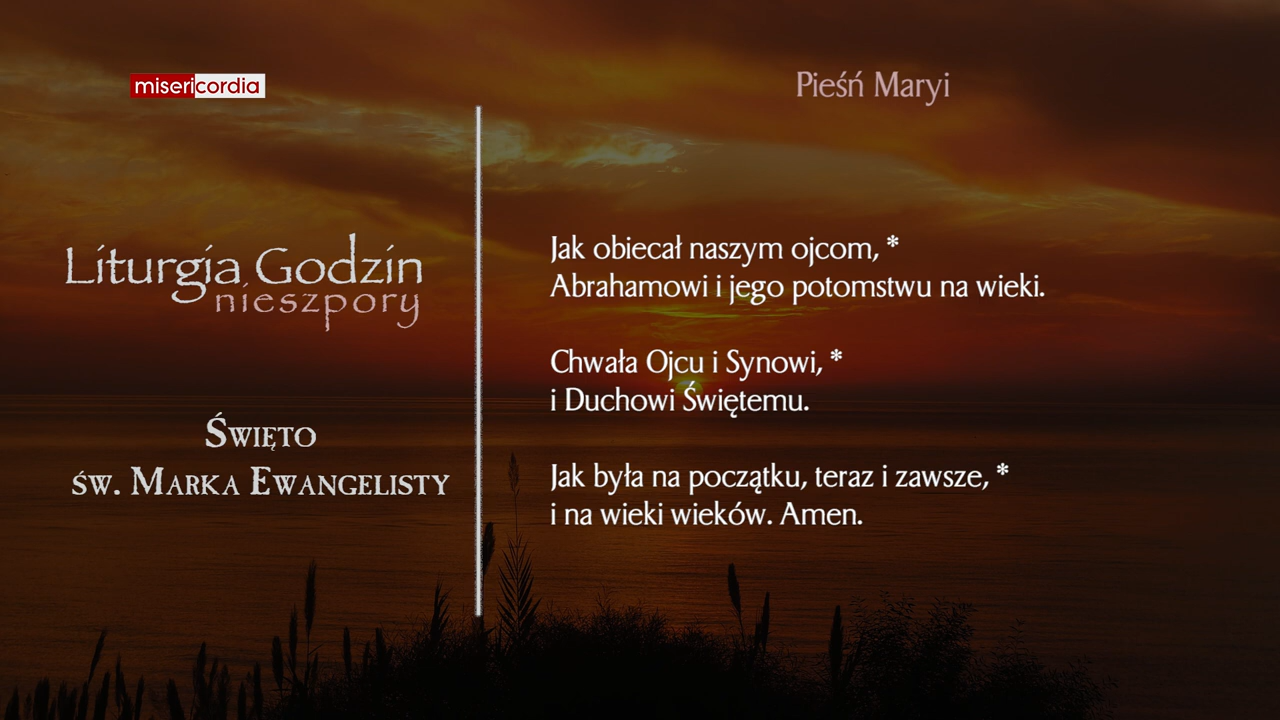 misericordia
Liturgia Godzin
nieszpory
Święto
św. Marka Ewangelisty
Pieśń Maryi
Jak obiecał naszym ojcom, *
Abrahamowi i jego potomstwu na wieki.
Chwała Ojcu i Synowi, *
i Duchowi Świętemu.
Jak była na początku, teraz i zawsze, *
i na wieki wieków. Amen.